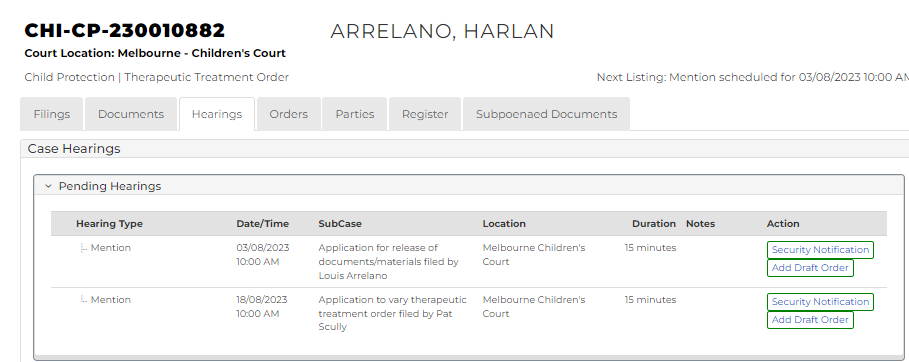 CHI-CP-230010882 ARRELANO, HARLAN
Court Location: Melbourne - Children's Court
Child Protection | Therapeutic Treatment Order Next Listing: Mention scheduled for 03/08/2023 10:00 AM
Filings Documents Hearings Orders Parties Register Subpoenaed Documents
Case Hearings
Pending Hearings
Hearing Type Date/Time SubCase Location Duration Notes Action
Mention 03/08/2023 Application for release of Melbourne Children's 15 minutes Security Notification
10:00 AM documents/materials filed by Court Add Draft Order
Louis Arrelano
Mention 18/08/2023 Application to vary therapeutic Melbourne Children's 15 minutes Security Notification
10:00 AM treatment order filed by Pat Court Add Draft Order
Scully